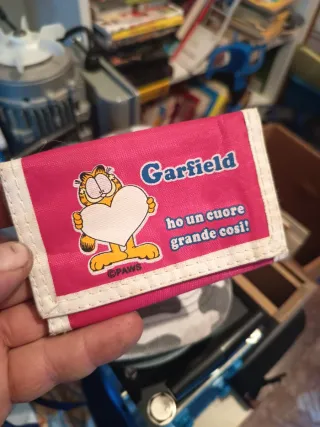 Garfield
ho un cuore
grande così!
©PAWS